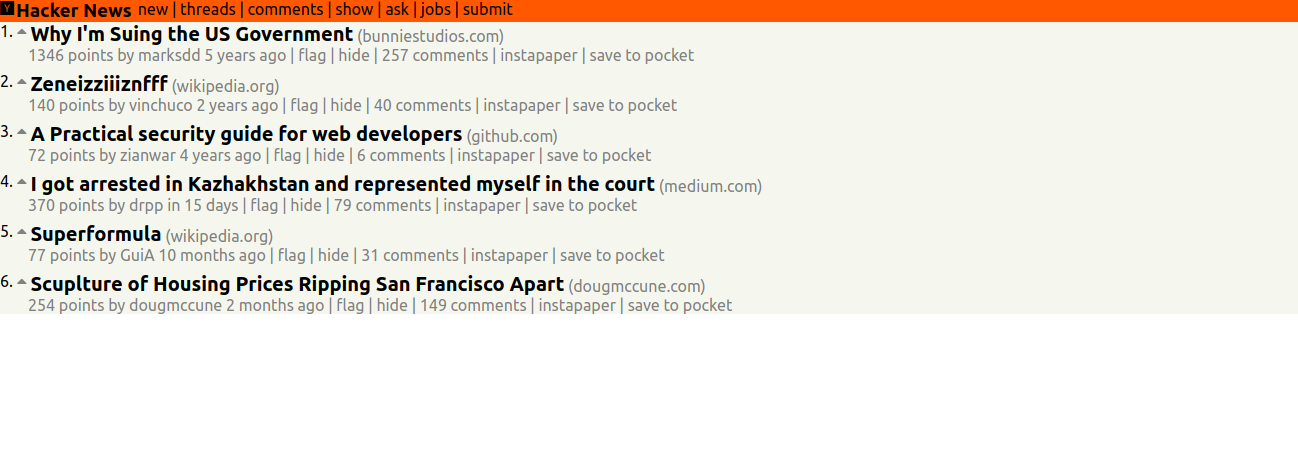 Y Hacker News new | threads | comments | show | ask | jobs | submit
1. Why I'm Suing the US Government (bunniestudios.com)
1346 points by marksdd 5 years ago | flag | hide | 257 comments | instapaper | save to pocket
2. Zeneizziiiznfff (wikipedia.org)
140 points by vinchuco 2 years ago | flag | hide | 40 comments | instapaper | save to pocket
3. A Practical security guide for web developers (github.com)
72 points by zianwar 4 years ago | flag | hide | 6 comments | instapaper | save to pocket
4. I got arrested in Kazhakhstan and represented myself in the court (medium.com)
370 points by drpp in 15 days | flag | hide | 79 comments | instapaper | save to pocket
5. Superformula (wikipedia.org)
77 points by GuiA 10 months ago | flag | hide | 31 comments | instapaper | save to pocket
6. Scuplture of Housing Prices Ripping San Francisco Apart (dougmccune.com)
254 points by dougmccune 2 months ago | flag | hide | 149 comments | instapaper | save to pocket